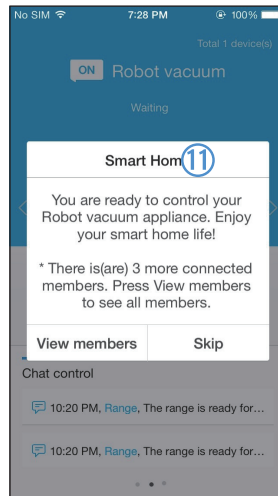 No SIM 7:28 PM 100%
Total 1 device(s)
ON Robot vacuum
Waiting
Smart Hom
11
You are ready to control your
Robot vacuum appliance. Enjoy
your smart home life!
* There is(are) 3 more connected
members. Press View members
to see all members.
View members Skip
Chat control
10:20 PM, Range, The range is ready for...
10:20 PM, Range, The range is ready for...